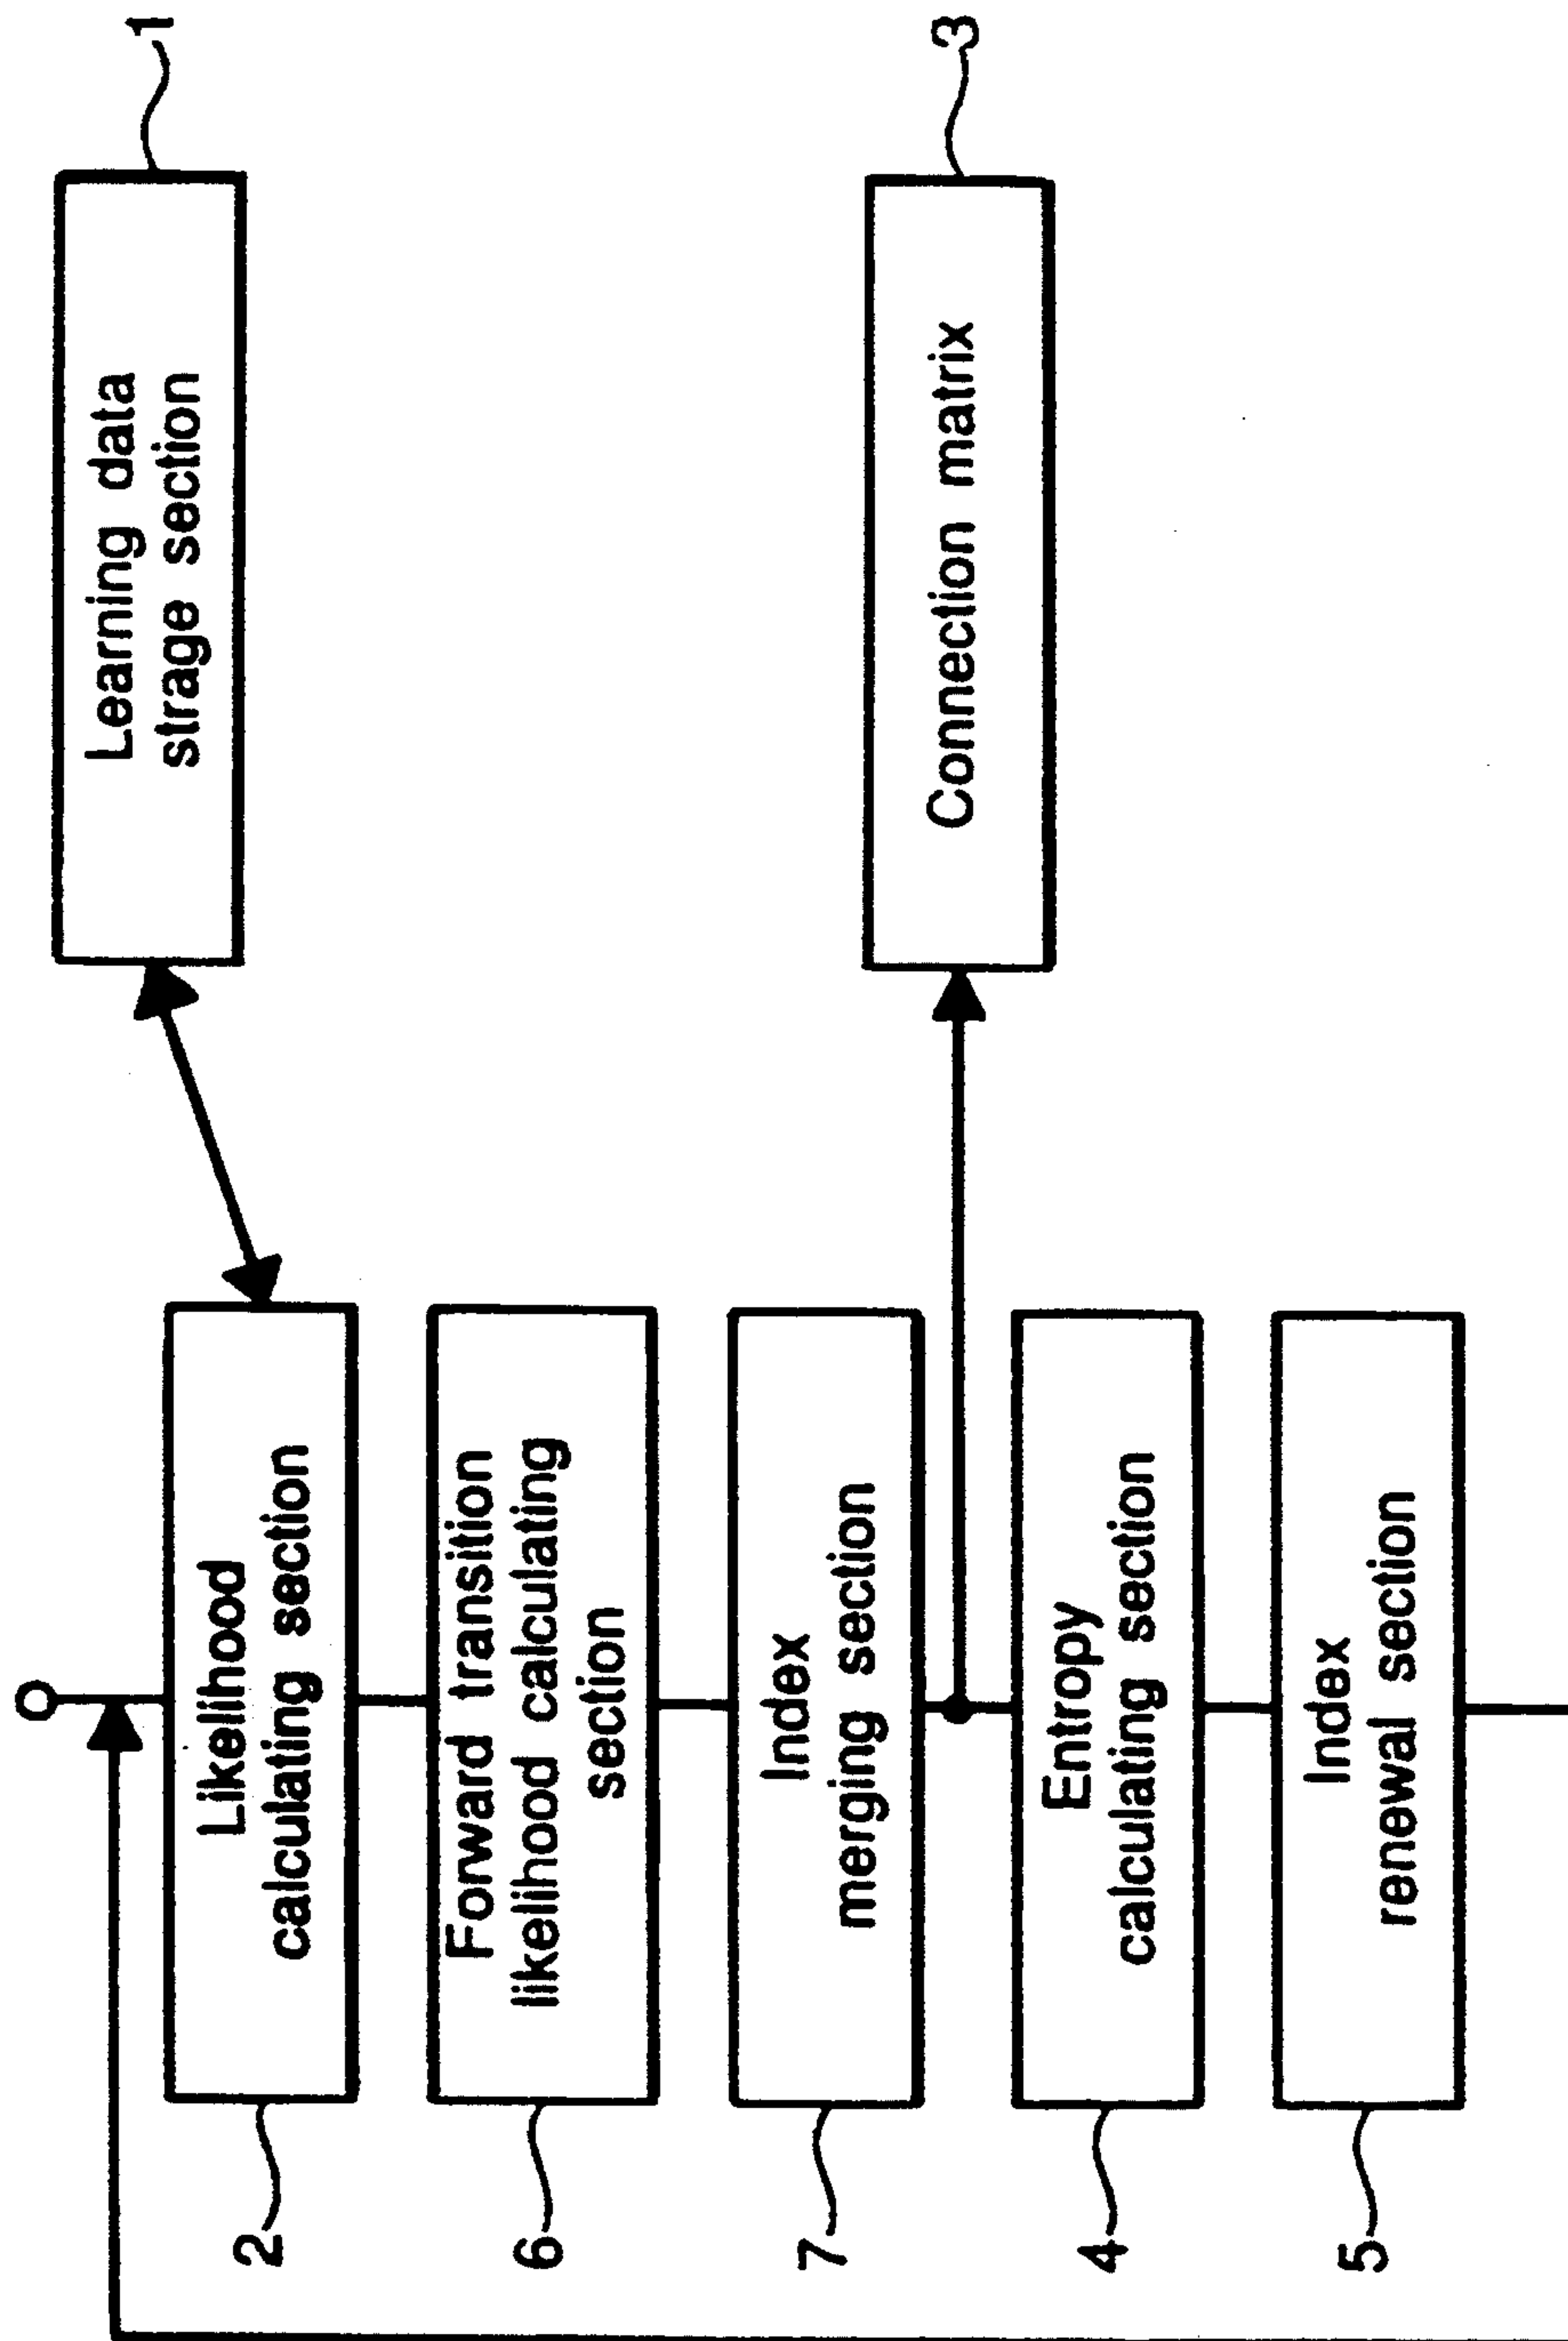 1
Learning data
strage section
3
Connection matrix
Likelihood
calculating section
2
Forward transition
likelihood calculating
section
6
Index
merging section
7
Entropy
calculating section
4
Index
renewal section
5